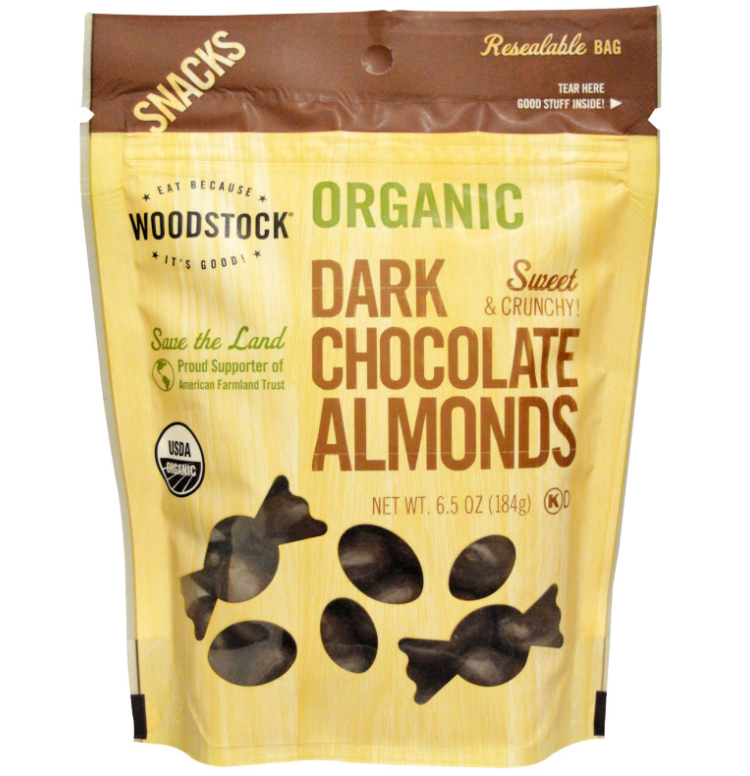 SNACKS
Resealable BAG
TEAR HERE
GOOD STUFF INSIDE!
EAT BECAUSE
WOODSTOCK®
IT'S GOOD!
ORGANIC
DARK
Sweet
& CRUNCHY!
CHOCOLATE
ALMONDS
Save the Land
Proud Supporter of
American Farmland Trust
USDA
ORGANIC
NET WT. 6.5 OZ (184g) K D